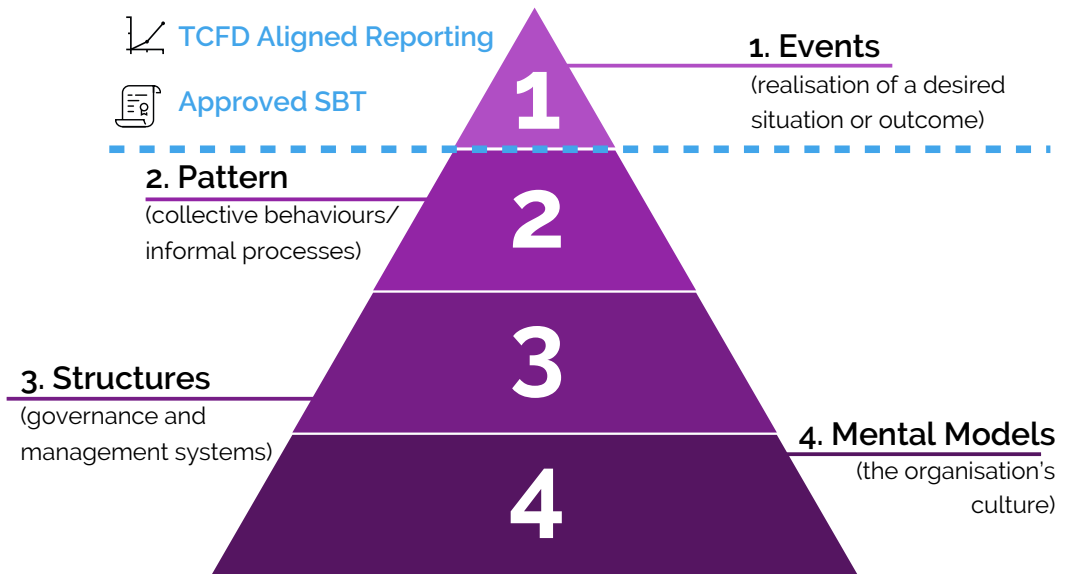 TCFD Aligned Reporting
Approved SBT
1. Events
(realisation of a desired
situation or outcome)
1
2. Pattern
(collective behaviours/
informal processes)
2
3
3. Structures
(governance and
management systems)
4. Mental Models
(the organisation's
culture)
4